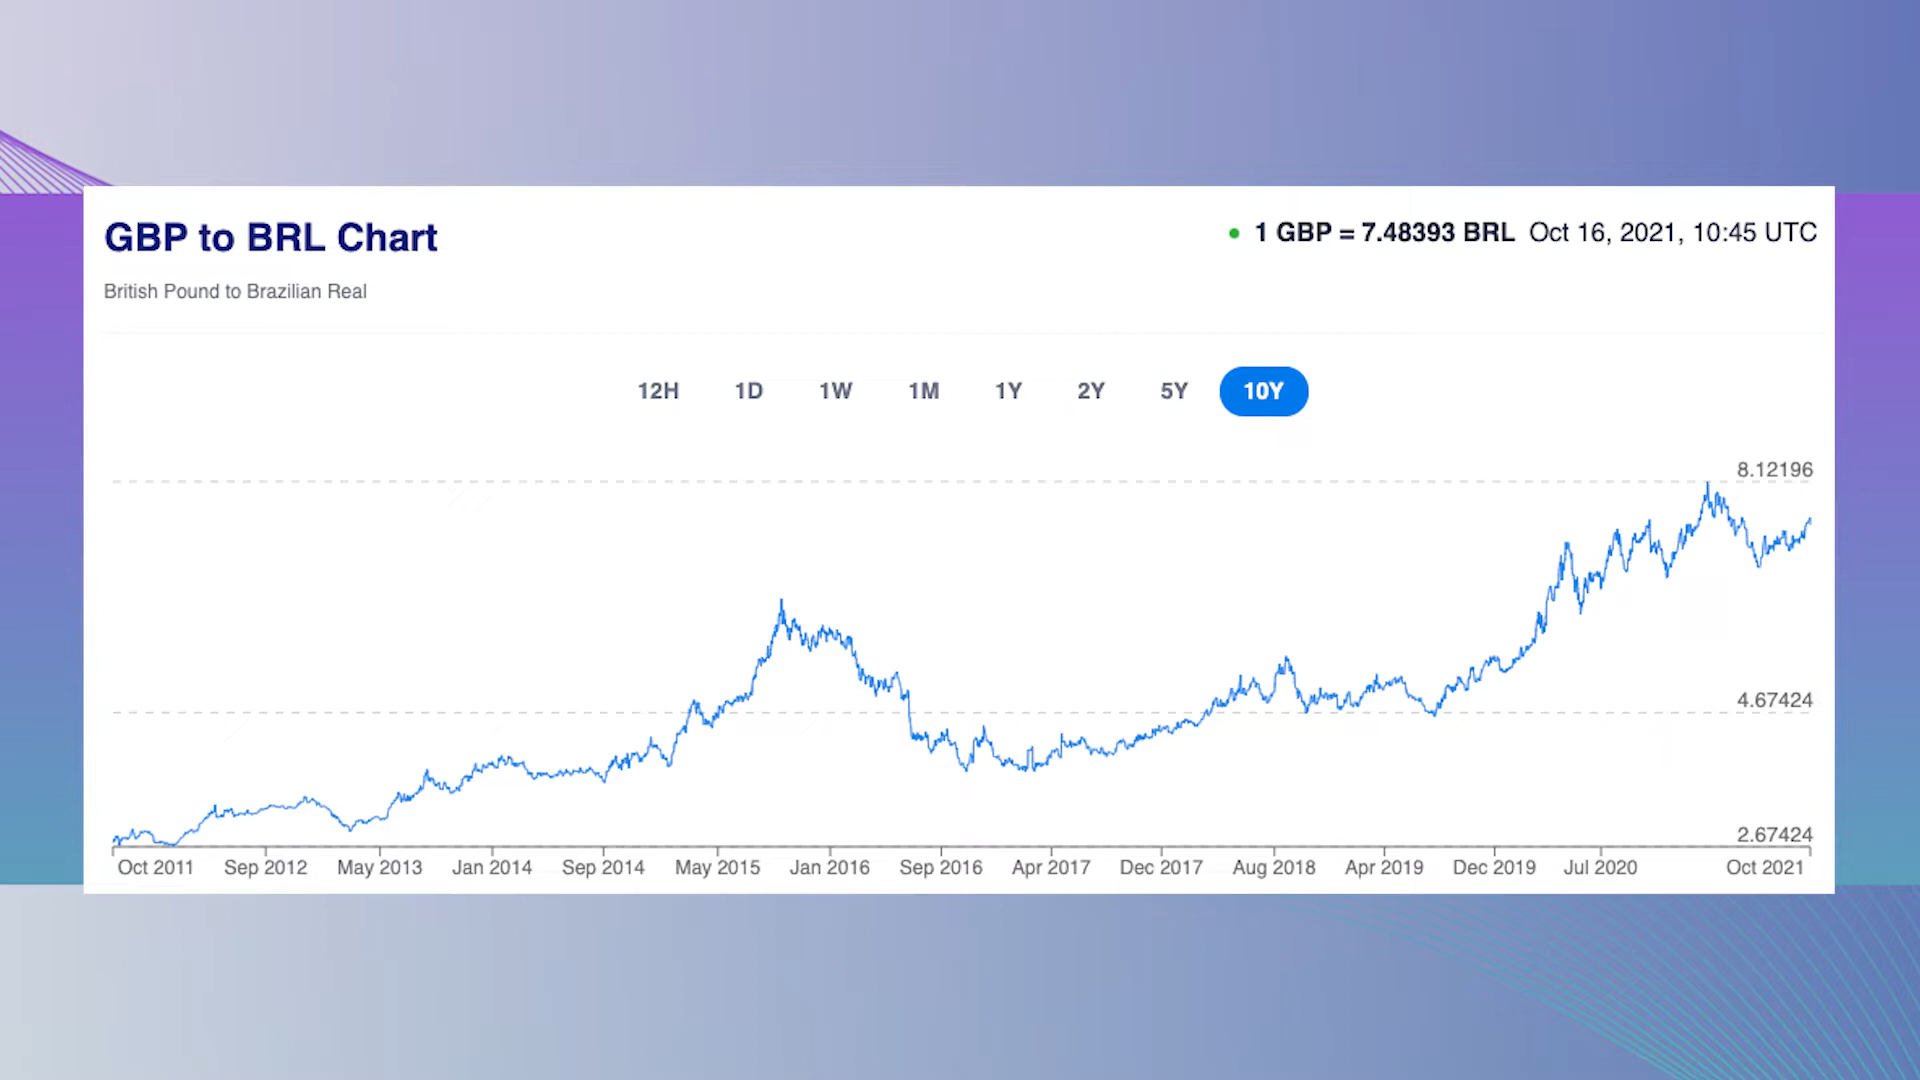 GBP to BRL Chart
1 GBP = 7.48393 BRL Oct 16, 2021, 10:45 UTC
British Pound to Brazilian Real
12H 1D 1W 1M 1Y 2Y 5Y 10Y
8.12196
4.67424
2.67424
Oct 2011 Sep 2012 May 2013 Jan 2014 Sep 2014 May 2015 Jan 2016 Sep 2016 Apr 2017 Dec 2017 Aug 2018 Apr 2019 Dec 2019 Jul 2020 Oct 2021